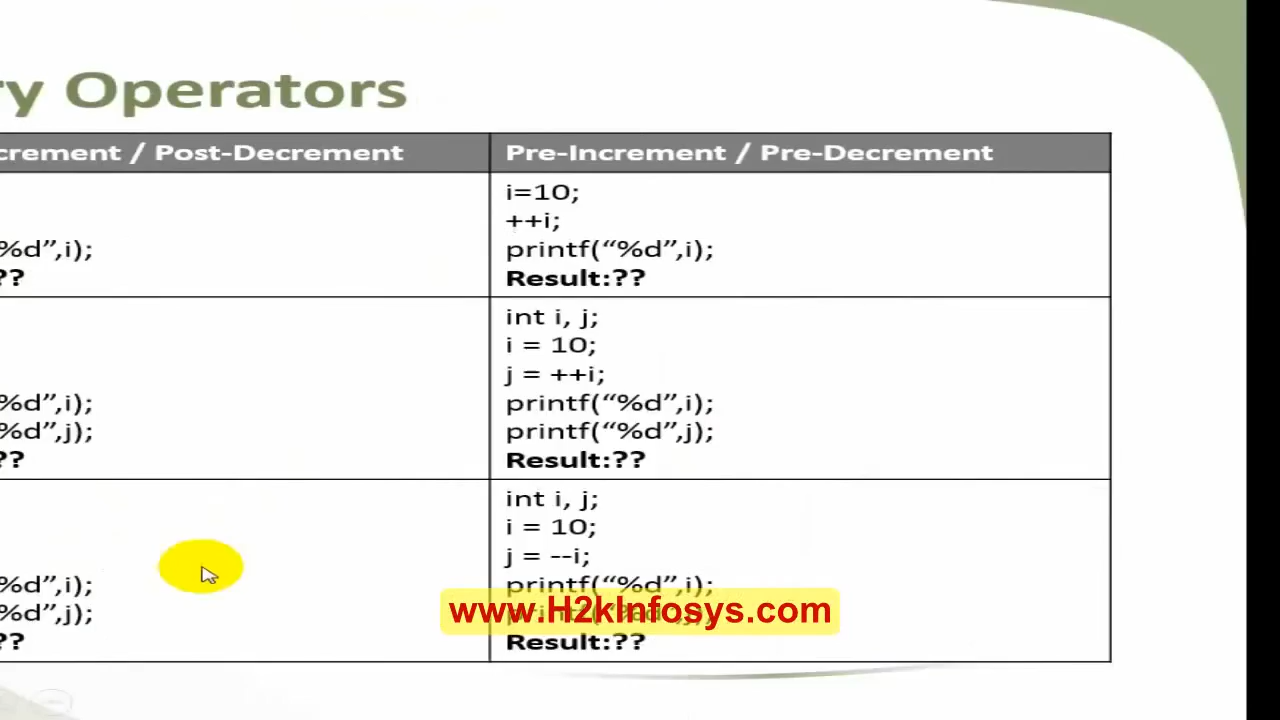 ry Operators
crement / Post-Decrement
Pre-Increment / Pre-Decrement
%d”,i);
??
i=10;
++i;
printf(“%d”,i);
Result:??
%d”,i);
%d”,j);
??
int i, j;
i = 10;
j = ++i;
printf(“%d”,i);
printf(“%d”,j);
Result:??
%d”,i);
%d”,j);
??
int i, j;
i = 10;
j = --i;
printf(“%d”,i);
printf(“%d”,j);
Result:??
www.H2kInfosys.com